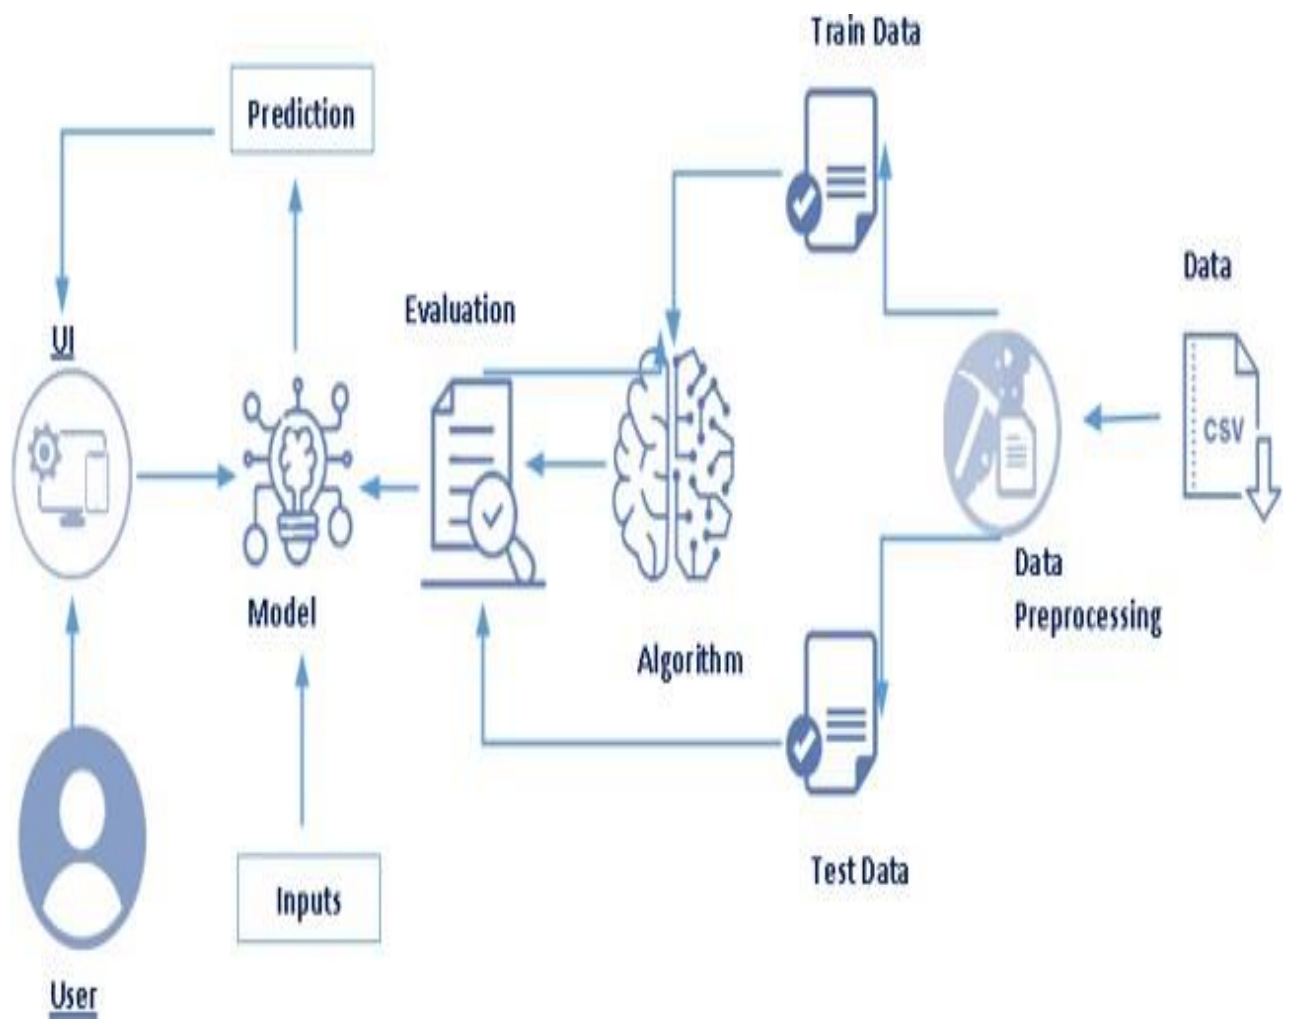 Train Data
Prediction
Data
Evaluation
UI
CSV
Data
Preprocessing
Model
Algorithm
Test Data
Inputs
User